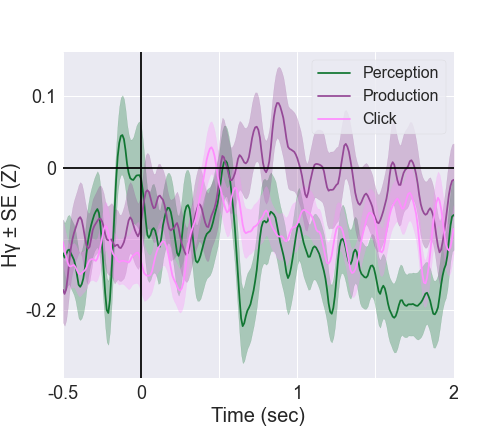 Perception
Production
Click
0.1
0
-0.2
Hγ ± SE (Z)
-0.5
0
1
2
Time (sec)